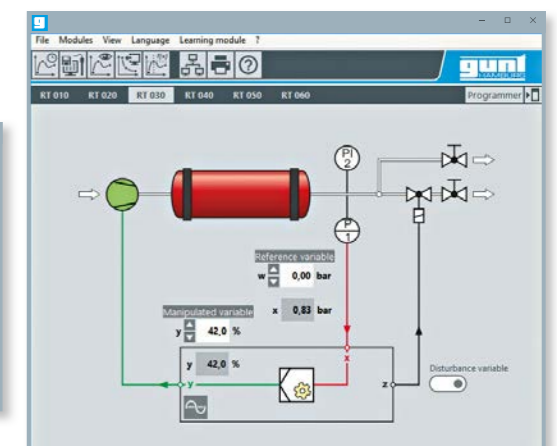 g
File Modules View Language Learning module ?
gunt
HAMBURG
RT 010 RT 020 RT 030 RT 040 RT 050 RT 060 Programmer
PI
2
P
1
Reference variable
w 0,00 bar
Manipulated variable x 0,83 bar
y 42,0 %
x
y 42,0 %
Disturbance variable
y z